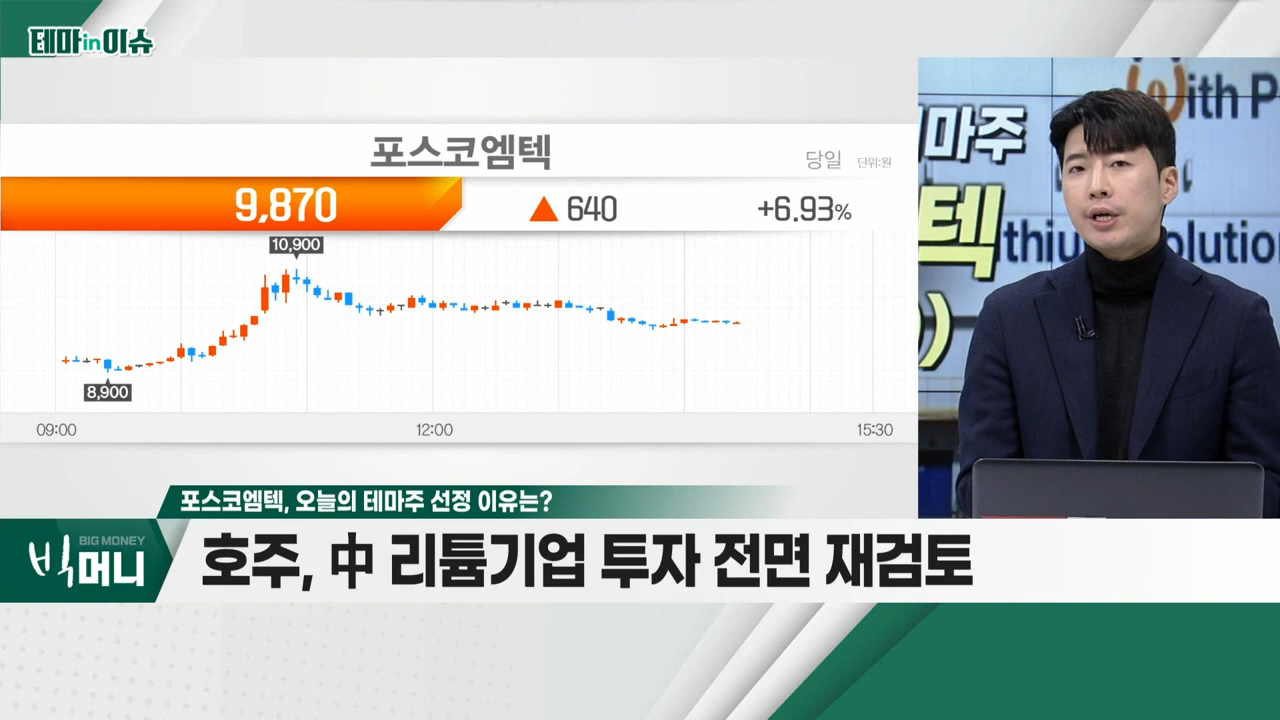 테마in이슈
포스코엠텍
당일 단위:원
9,870 ▲ 640 +6.93%
10,900
8,900
09:00 12:00 15:30
ith P
마주
텍
thiu olution
)
포스코엠텍, 오늘의 테마주 선정 이유는?
BIG MONEY
빅머니
호주, 中 리튬기업 투자 전면 재검토